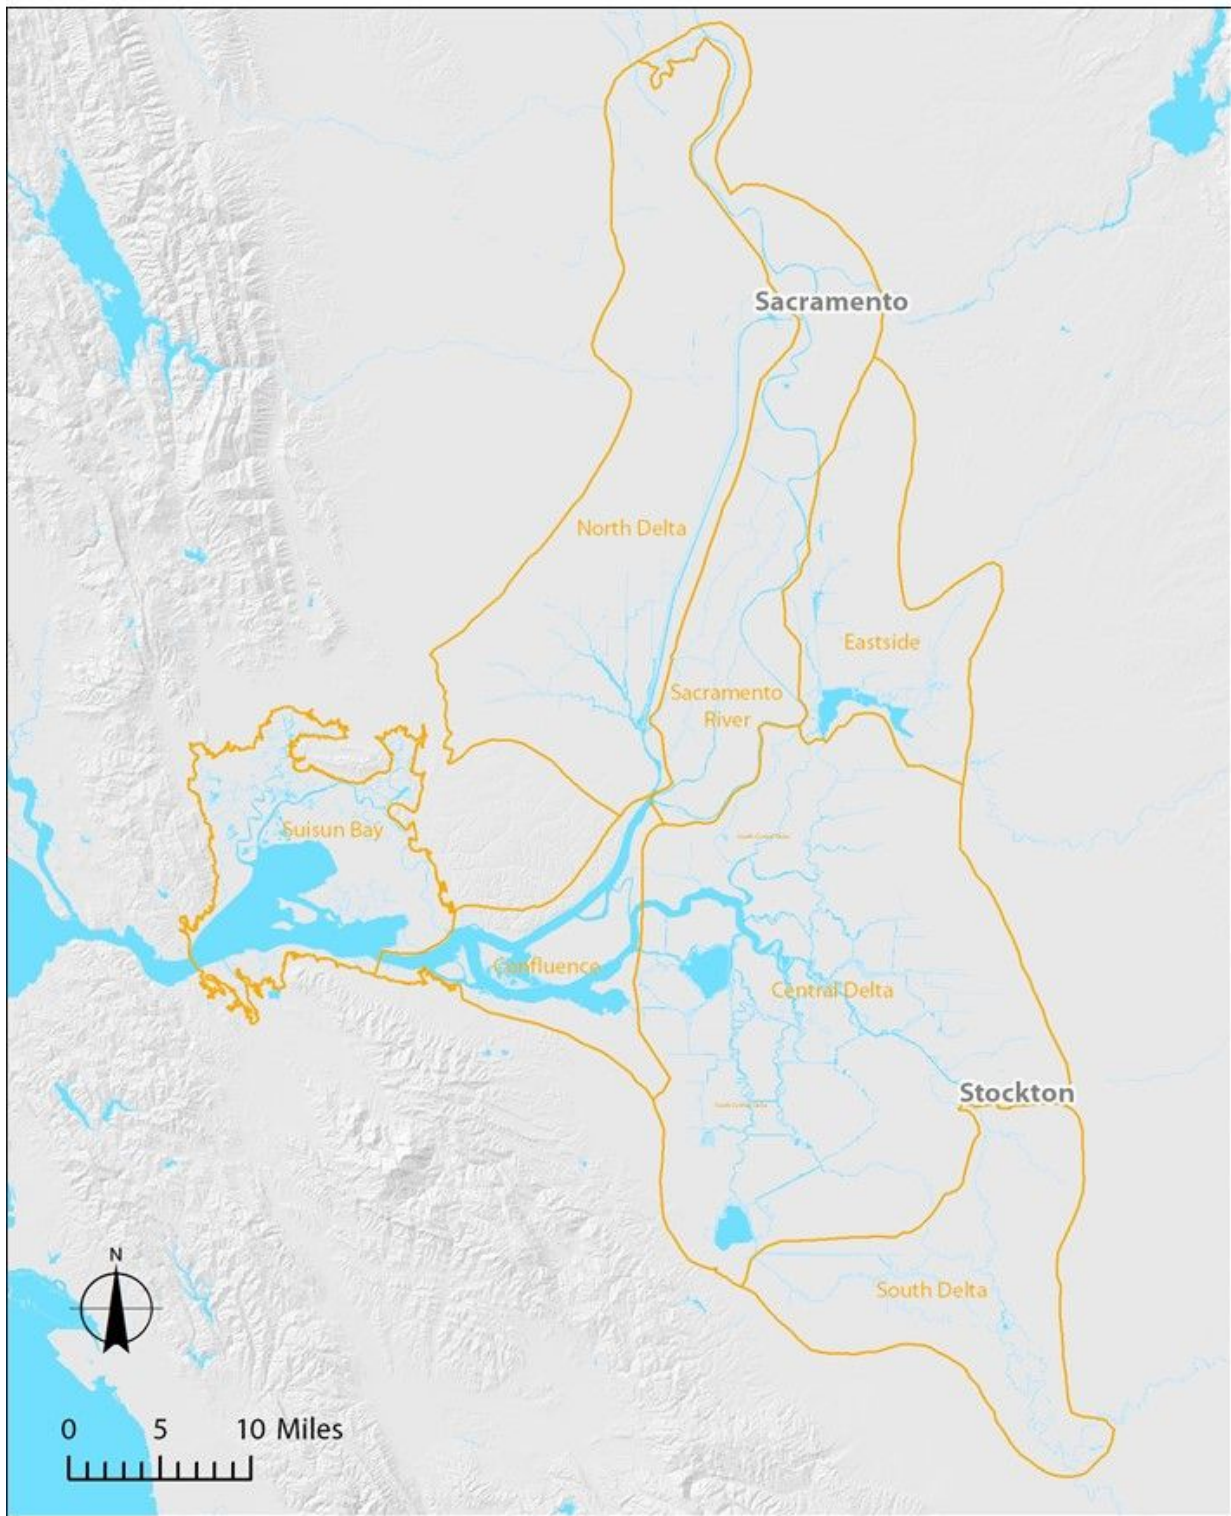 Sacramento
North Delta
Eastside
Sacramento
River
Suisun Bay
Confluence
Central Delta
Stockton
South Delta
N
0 5 10 Miles